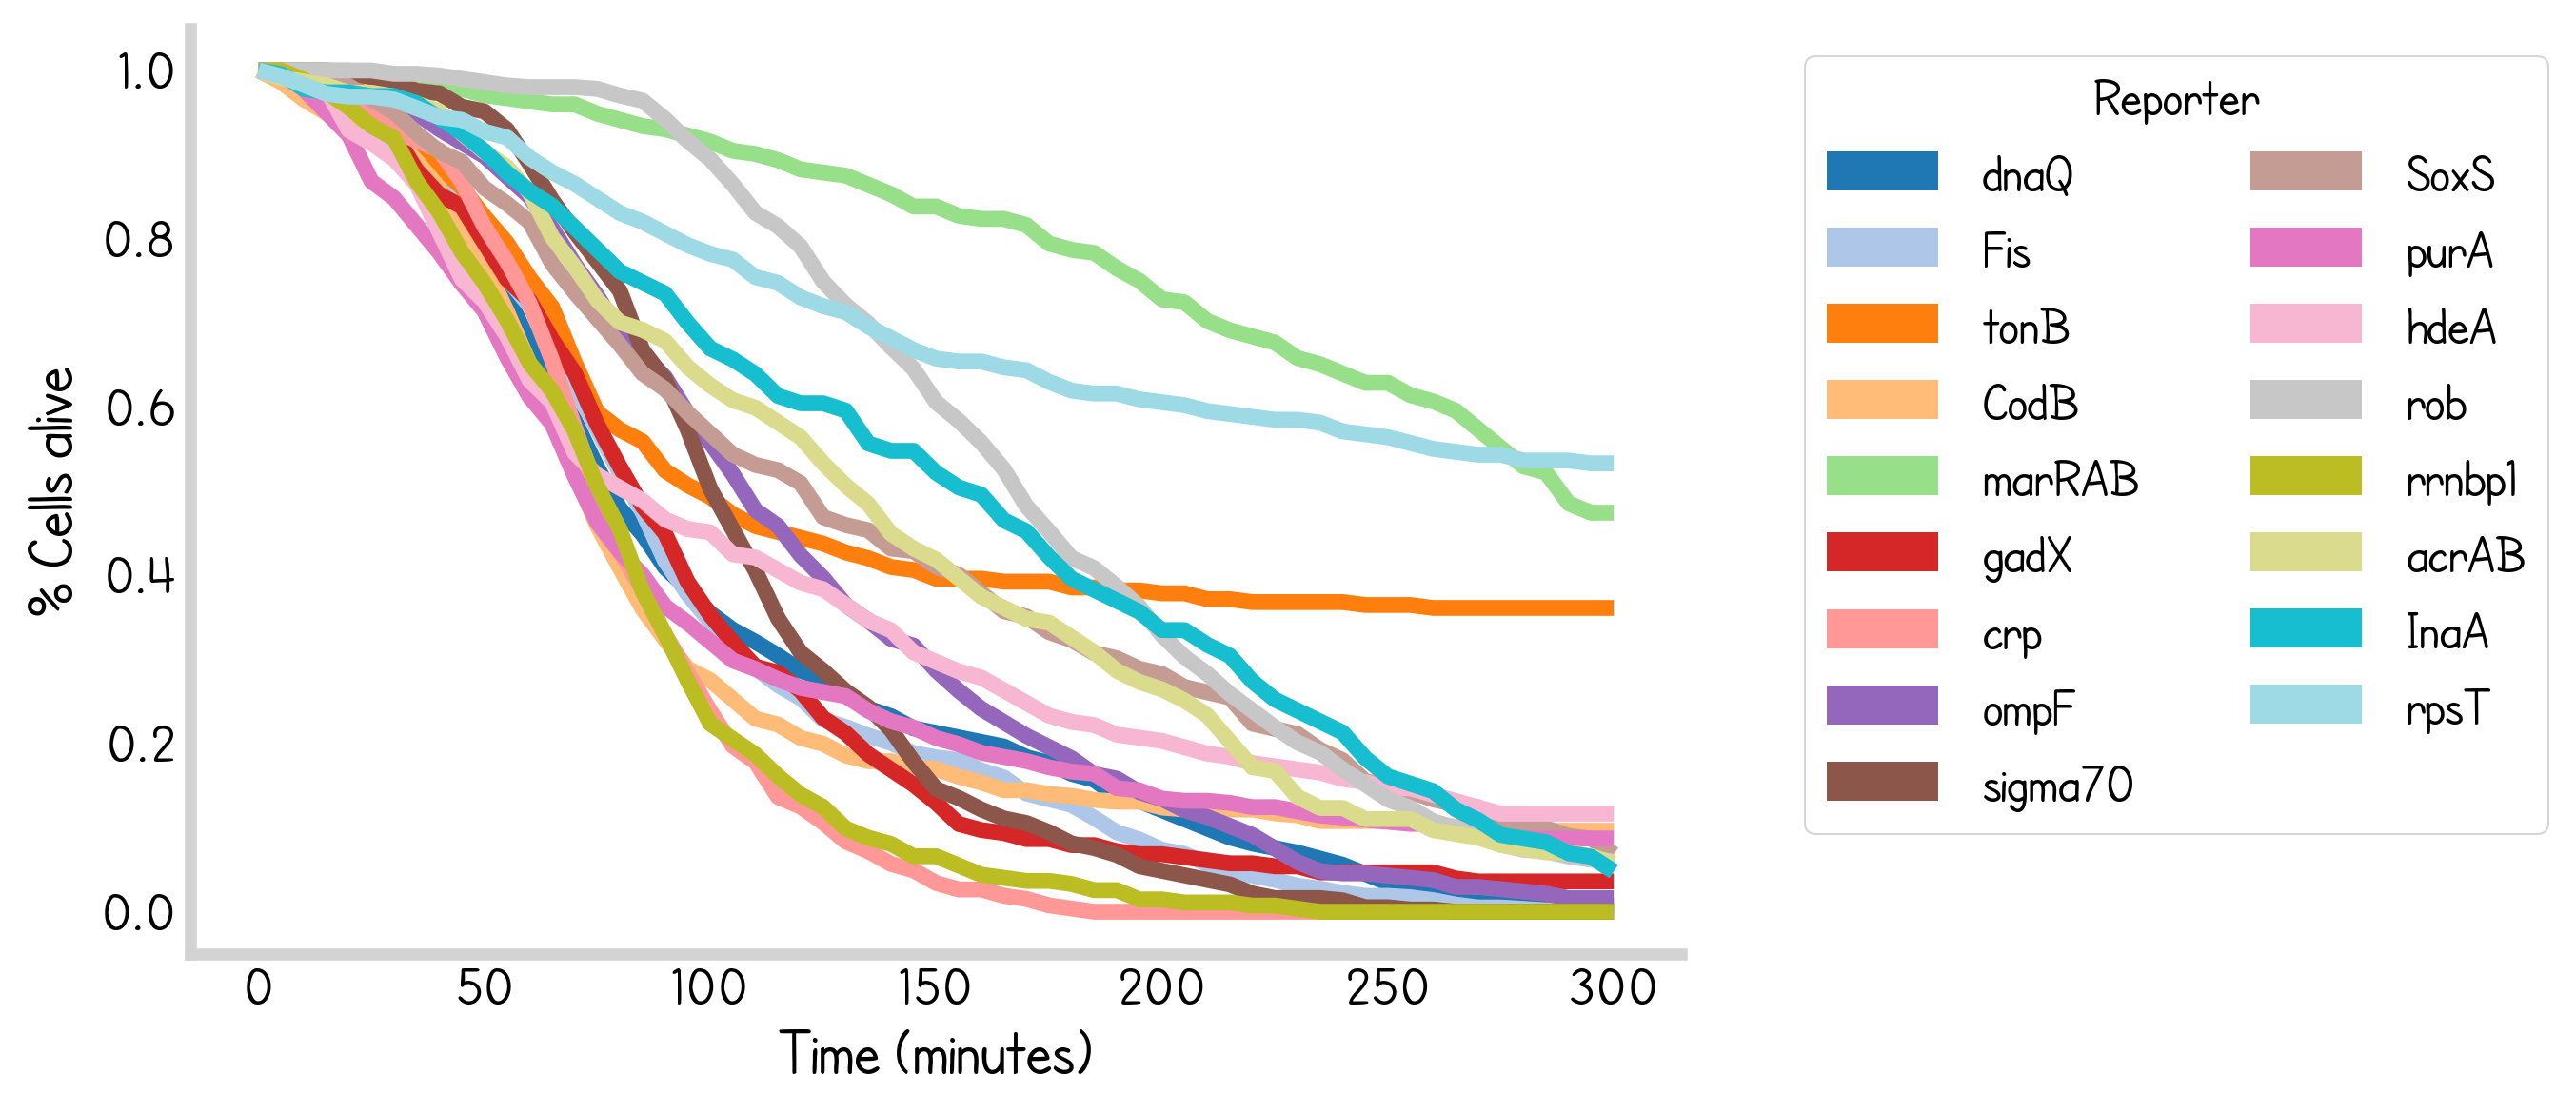 1.0
0.8
0.6
0.4
0.2
0.0
% Cells alive
0 50 100 150 200 250 300
Time (minutes)
Reporter
dnaQ
Fis
tonB
CodB
marRAB
gadX
crp
ompF
sigma70
SoxS
purA
hdeA
rob
rrnbp1
acrAB
InaA
rpsT